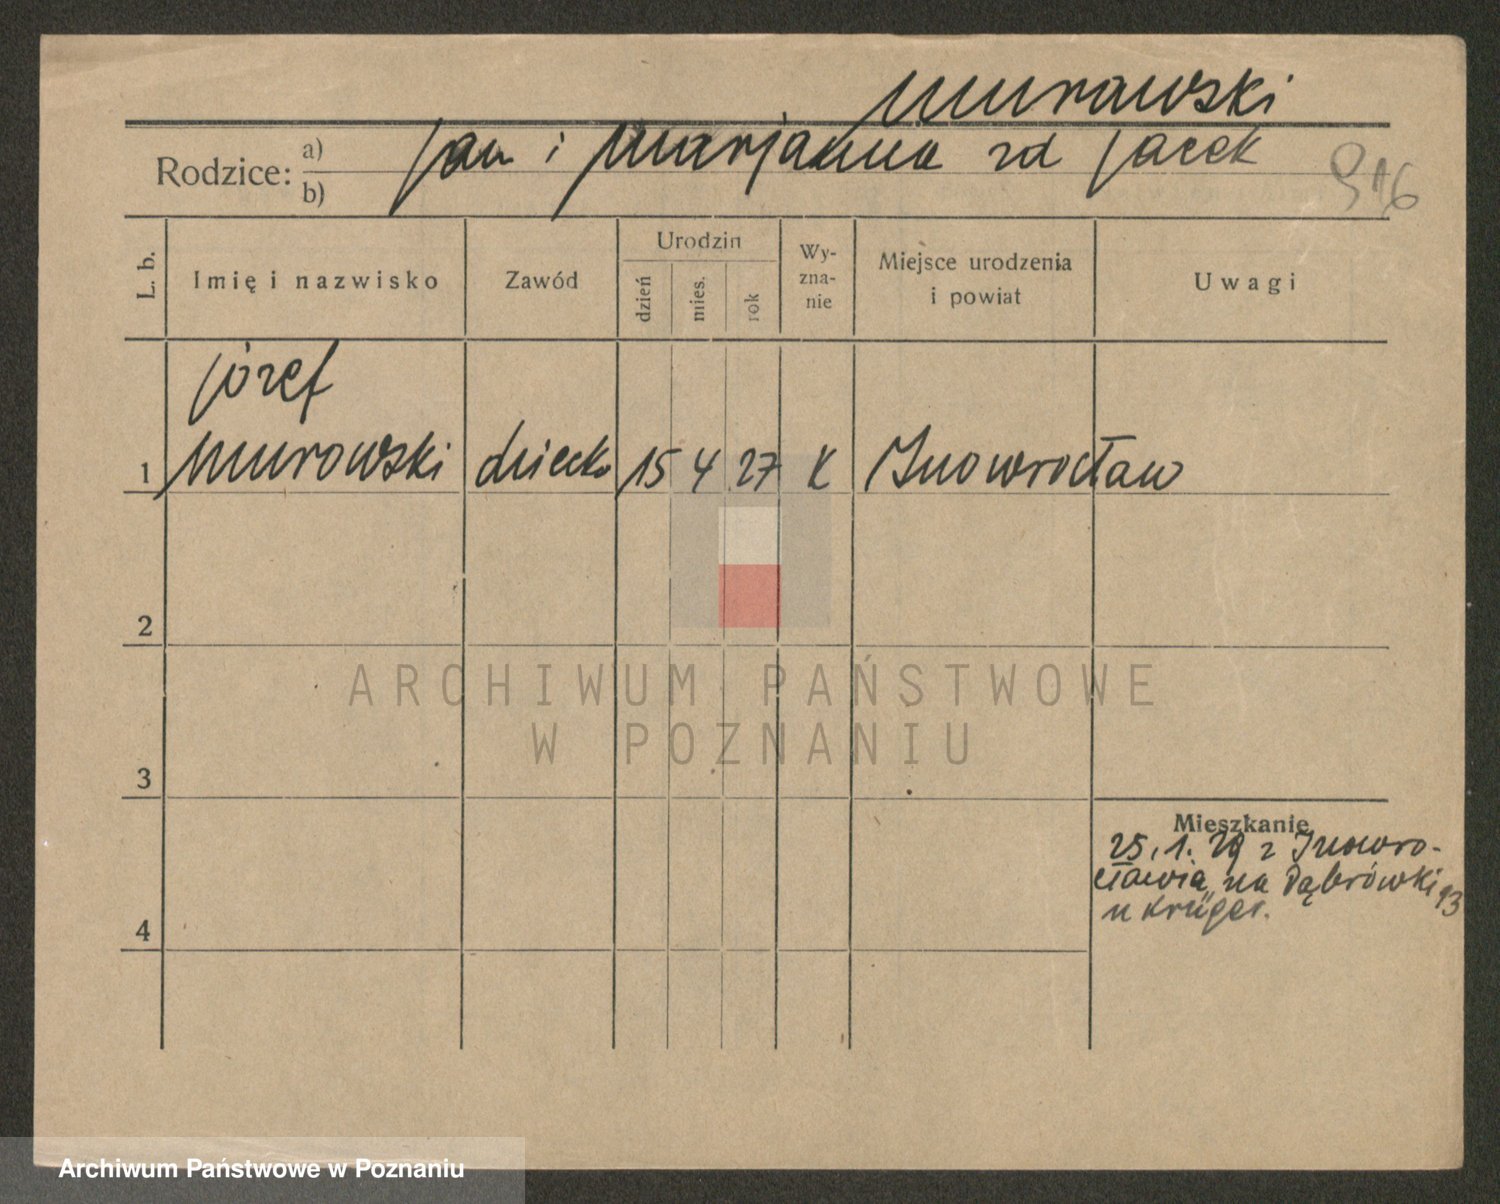 Murawski
Rodzice: a) Jan i Marjanna zd Jacek
b)
916
L. b.
Imię i nazwisko
Zawód
Urodzin
dzień
mies.
rok
Wy-
zna-
nie
Miejsce urodzenia
i powiat
Uwagi
Józef
1 Murowski dziecko 15 4 27 K Inowrocław
2
3
4
Mieszkanie
25.1.29 z Inowro-
cławia na Dąbrówki 93
u Krüger.
ARCHIWUM PAŃSTWOWE
W POZNANIU
Archiwum Państwowe w Poznaniu